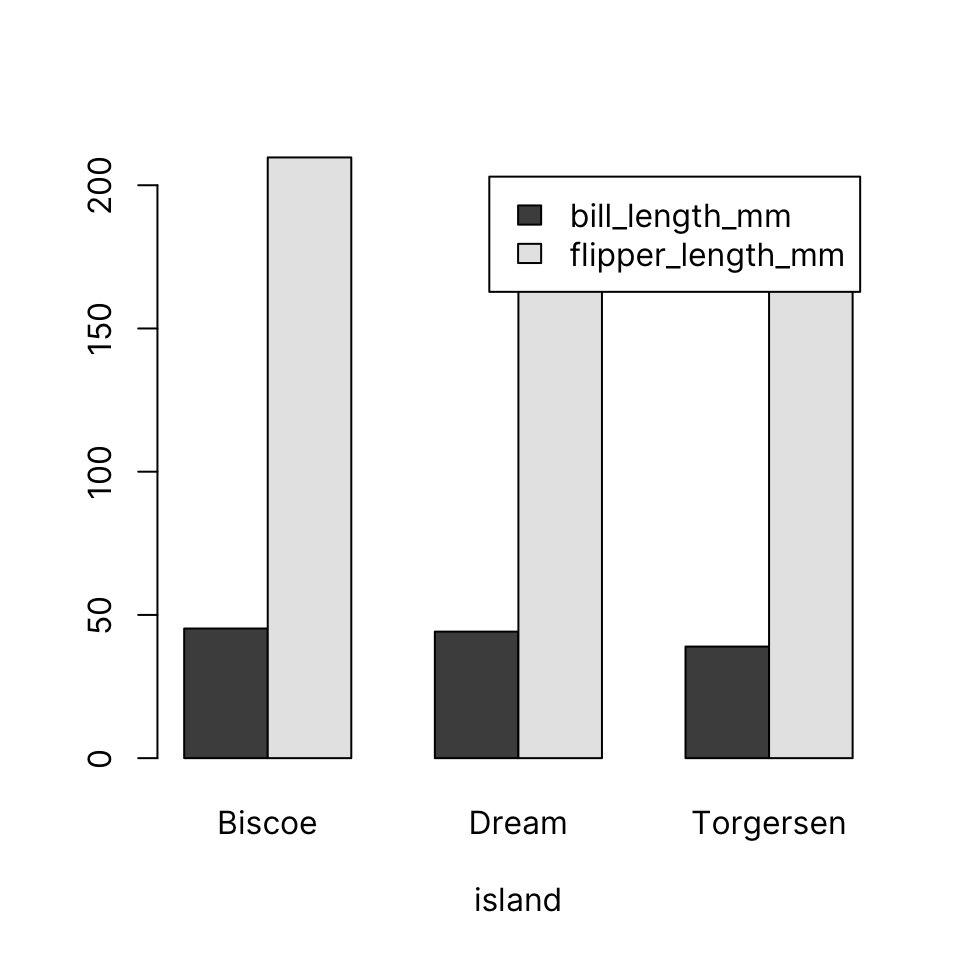 200
150
100
50
0
bill_length_mm
flipper_length_mm
Biscoe Dream Torgersen
island